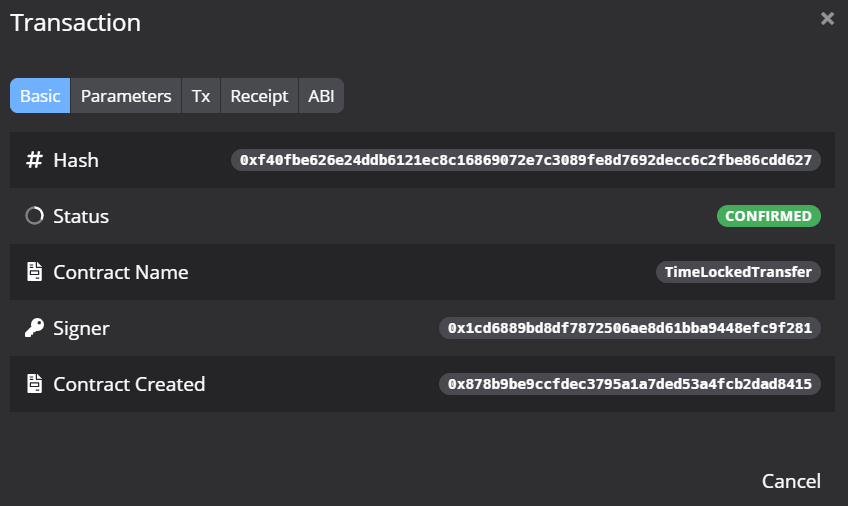 Transaction
Basic Parameters Tx Receipt ABI
Hash 0xf40fbe626e24ddb6121ec8c16869072e7c3089fe8d7692decc6c2fbe86cdd627
Status CONFIRMED
Contract Name TimeLockedTransfer
Signer 0x1cd6889bd8df7872506ae8d61bba9448efc9f281
Contract Created 0x878b9be9ccfdec3795a1a7ded53a4fcb2dad8415
Cancel